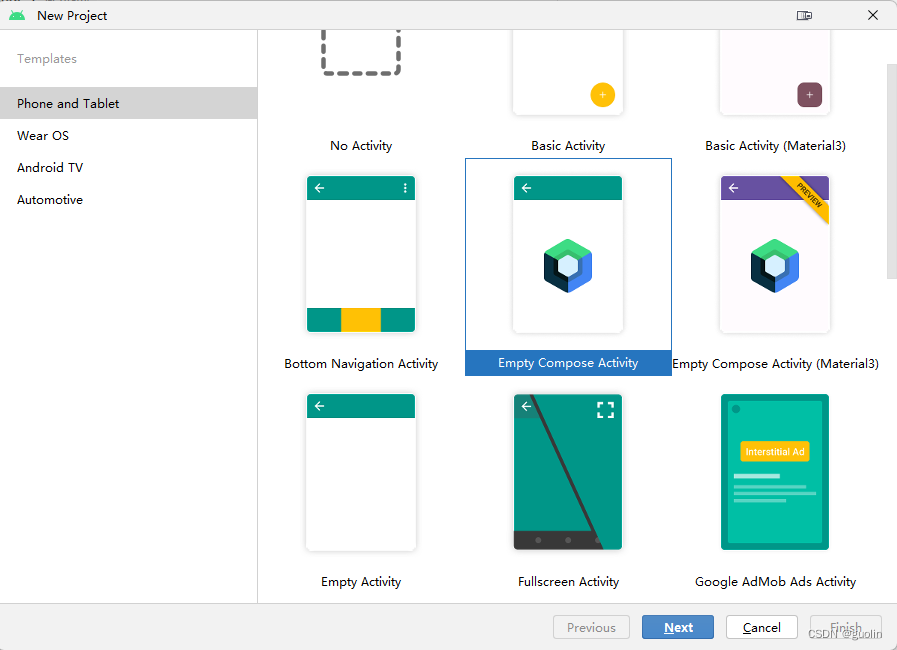 New Project
Templates
Phone and Tablet
Wear OS
Android TV
Automotive
No Activity
Basic Activity
Basic Activity (Material3)
PREVIEW
Bottom Navigation Activity
Empty Compose Activity
Empty Compose Activity (Material3)
Interstitial Ad
Empty Activity
Fullscreen Activity
Google AdMob Ads Activity
Previous
Next
Cancel
Finish
CSDN @guolin